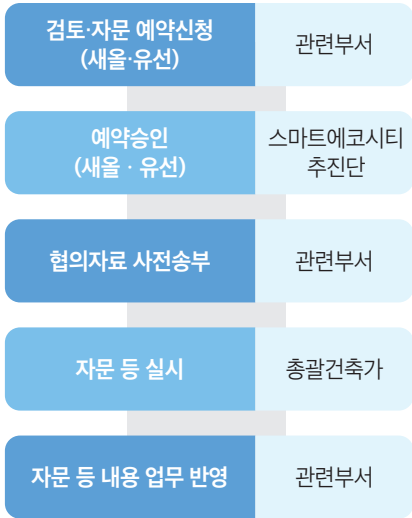 검토·자문 예약신청
(새올·유선)
관련부서
예약승인
(새올 · 유선)
스마트에코시티
추진단
협의자료 사전송부
관련부서
자문 등 실시
총괄건축가
자문 등 내용 업무 반영
관련부서